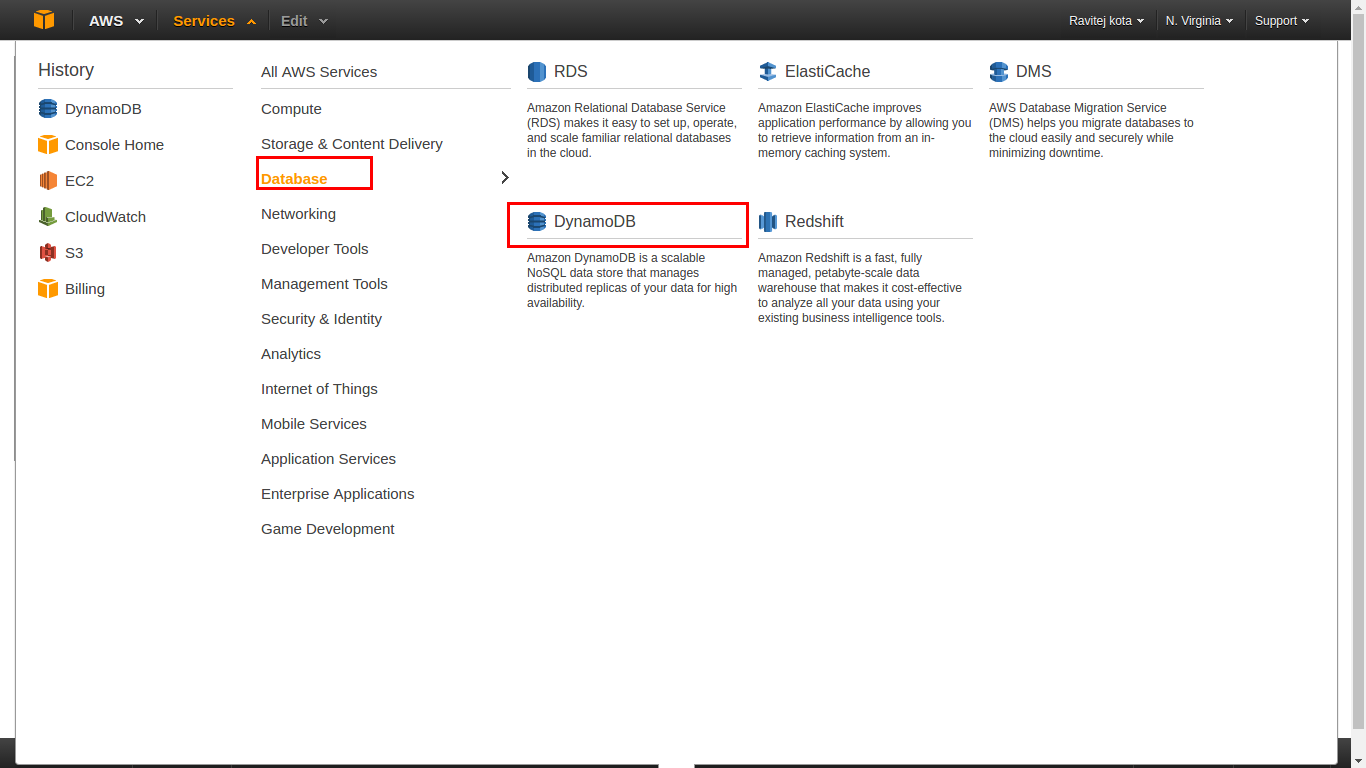 AWS Services Edit Ravitej kota N. Virginia Support
History
DynamoDB
Console Home
EC2
CloudWatch
S3
Billing
All AWS Services
Compute
Storage & Content Delivery
Database
Networking
Developer Tools
Management Tools
Security & Identity
Analytics
Internet of Things
Mobile Services
Application Services
Enterprise Applications
Game Development
RDS
Amazon Relational Database Service
(RDS) makes it easy to set up, operate,
and scale familiar relational databases
in the cloud.
ElastiCache
Amazon ElastiCache improves
application performance by allowing you
to retrieve information from an in-
memory caching system.
DMS
AWS Database Migration Service
(DMS) helps you migrate databases to
the cloud easily and securely while
minimizing downtime.
DynamoDB
Amazon DynamoDB is a scalable
NoSQL data store that manages
distributed replicas of your data for high
availability.
Redshift
Amazon Redshift is a fast, fully
managed, petabyte-scale data
warehouse that makes it cost-effective
to analyze all your data using your
existing business intelligence tools.